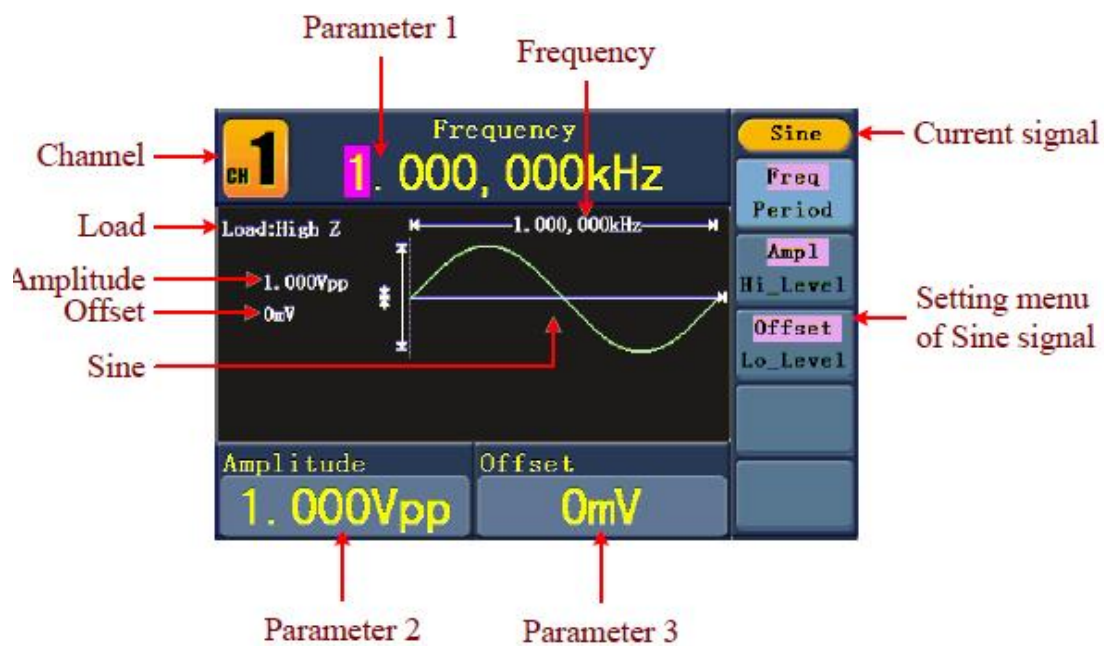 Parameter 1
Frequency
Channel
CH 1
Frequency
1.000,000kHz
Sine
Current signal
Freq
Period
Load
Load:High Z
1.000,000kHz
Amplitude
1.000Vpp
Ampl
Hi_Level
Offset
0mV
Offset
Lo_Level
Setting menu
of Sine signal
Sine
Amplitude
1.000Vpp
Offset
0mV
Parameter 2
Parameter 3